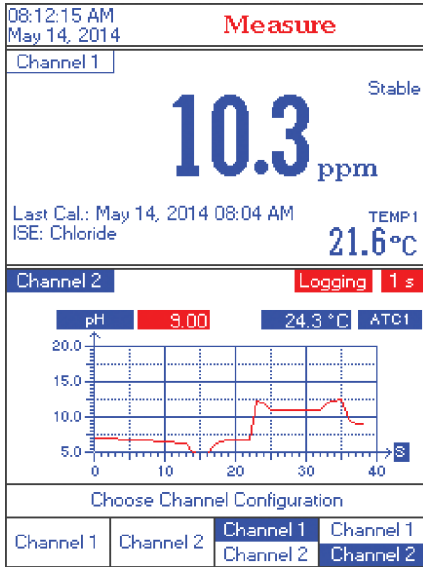 08:12:15 AM
May 14, 2014
Measure
Channel 1
Stable
10.3 ppm
Last Cal.: May 14, 2014 08:04 AM
ISE: Chloride
TEMP1
21.6°C
Channel 2
Logging 1 s
pH 9.00 24.3 °C ATC1
20.0
15.0
10.0
5.0
0 10 20 30 40 S
Choose Channel Configuration
Channel 1 Channel 2 Channel 1 Channel 1
Channel 2 Channel 2